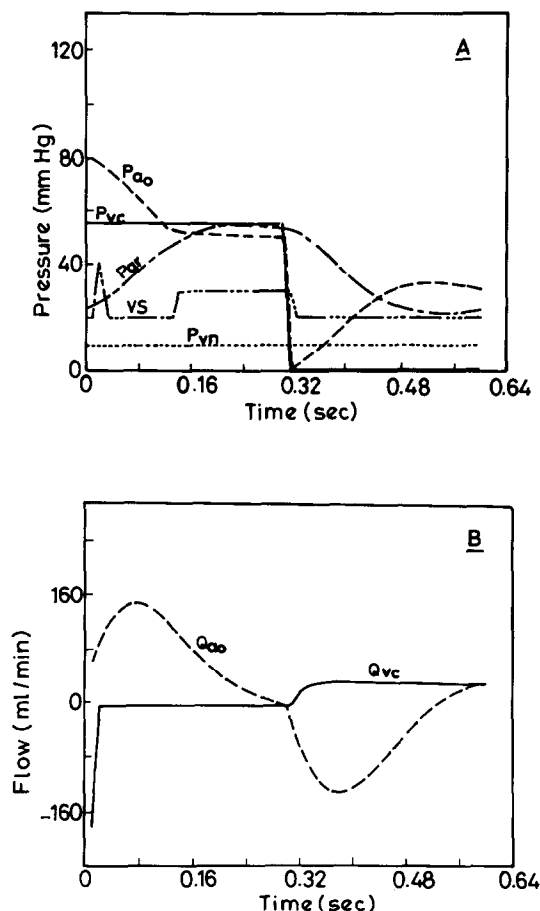 A
120
80
40
0
Pressure (mm Hg)
Pao
Pvc
Par
VS
Pvn
0 0.16 0.32 0.48 0.64
Time (sec)
B
160
0
-160
Flow (ml/min)
Qao
Qvc
0 0.16 0.32 0.48 0.64
Time (sec)